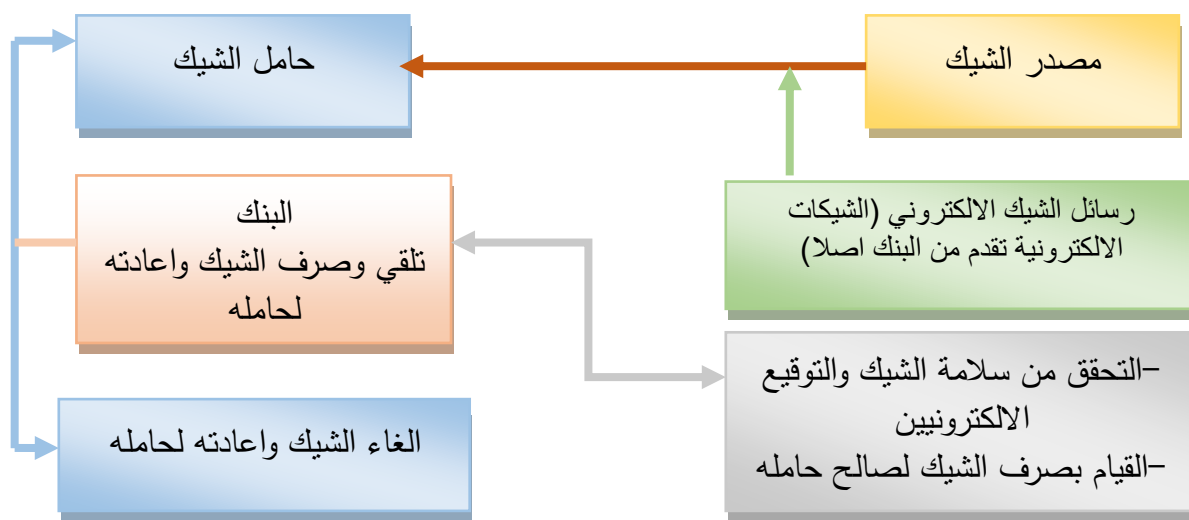 مصدر الشيك
حامل الشيك
رسائل الشيك الالكتروني (الشيكات
الالكترونية تقدم من البنك اصلا)
البنك
تلقي وصرف الشيك واعادته
لحامله
-التحقق من سلامة الشيك والتوقيع
الالكترونيين
-القيام بصرف الشيك لصالح حامله
الغاء الشيك واعادته لحامله